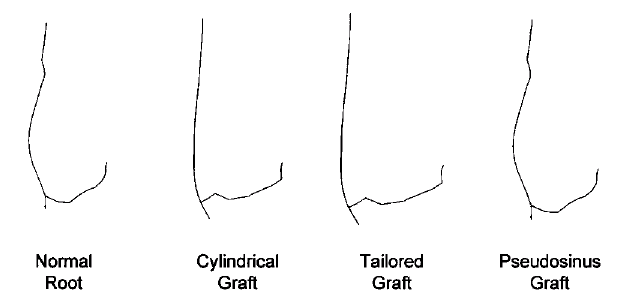 Normal Root
Cylindrical Graft
Tailored Graft
Pseudosinus Graft